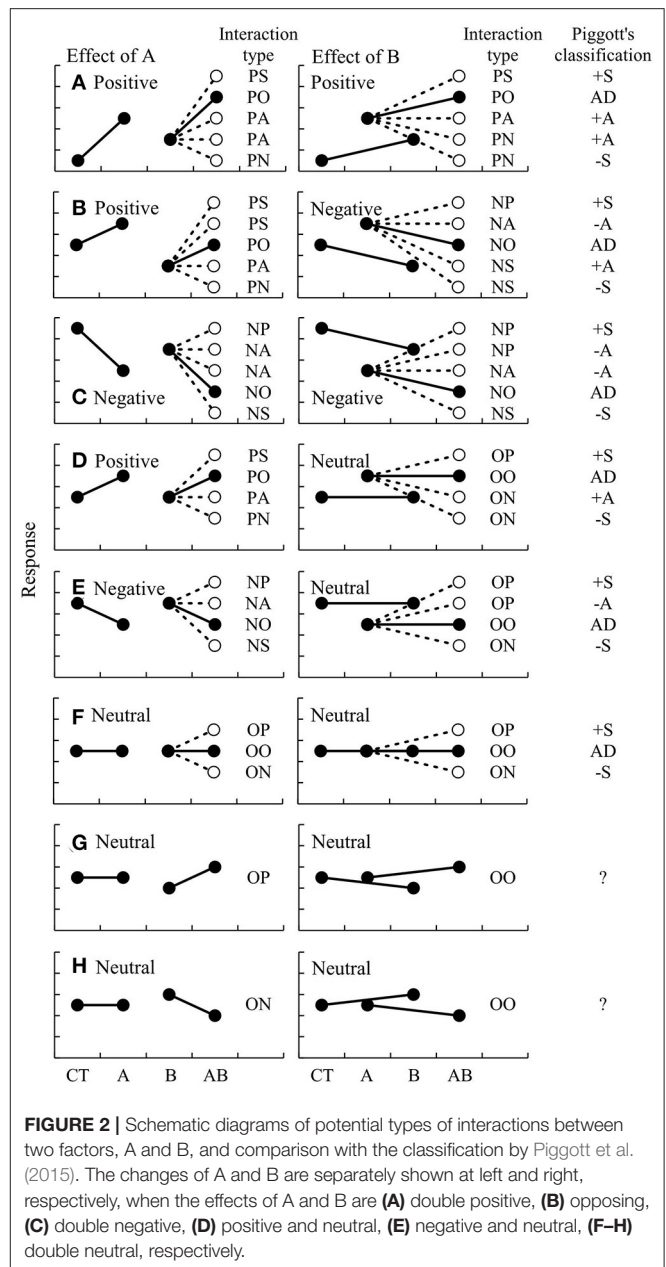 Effect of A Interaction type Effect of B Interaction type Piggott's classification
A Positive Positive
PS PS +S
PO PO AD
PA PA +A
PA PN +A
PN PN -S
B Positive Negative
PS NP +S
PS NA -A
PO NO AD
PA NS +A
PN NS -S
C Negative Negative
NP NP +S
NA NP -A
NA NA -A
NO NO AD
NS NS -S
D Positive Neutral
PS OP +S
PO OO AD
PA ON +A
PN ON -S
E Negative Neutral
NP OP +S
NA OP -A
NO OO AD
NS ON -S
F Neutral Neutral
OP OP +S
OO OO AD
ON ON -S
G Neutral Neutral
OP OO ?
H Neutral Neutral
ON OO ?
Response
CT A B AB CT A B AB
FIGURE 2 | Schematic diagrams of potential types of interactions between
two factors, A and B, and comparison with the classification by Piggott et al.
(2015). The changes of A and B are separately shown at left and right,
respectively, when the effects of A and B are (A) double positive, (B) opposing,
(C) double negative, (D) positive and neutral, (E) negative and neutral, (F–H)
double neutral, respectively.